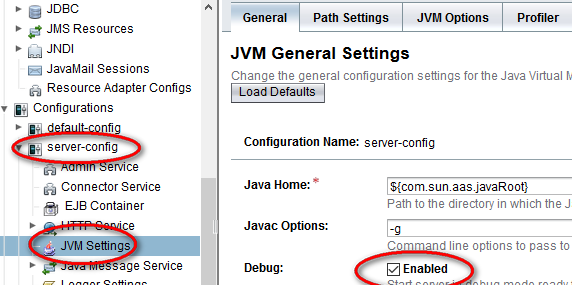 JDBC
JMS Resources
JNDI
JavaMail Sessions
Resource Adapter Configs
Configurations
default-config
server-config
Admin Service
Connector Service
EJB Container
HTTP Service
JVM Settings
Java Message Service
Logger Settings
General Path Settings JVM Options Profiler
JVM General Settings
Change the general configuration settings for the Java Virtual M
Load Defaults
Configuration Name: server-config
Java Home:* ${com.sun.aas.javaRoot}
Path to the directory in which the J
Javac Options: -g
Command line options to pass to
Debug: Enabled
Start server in debug mode ready